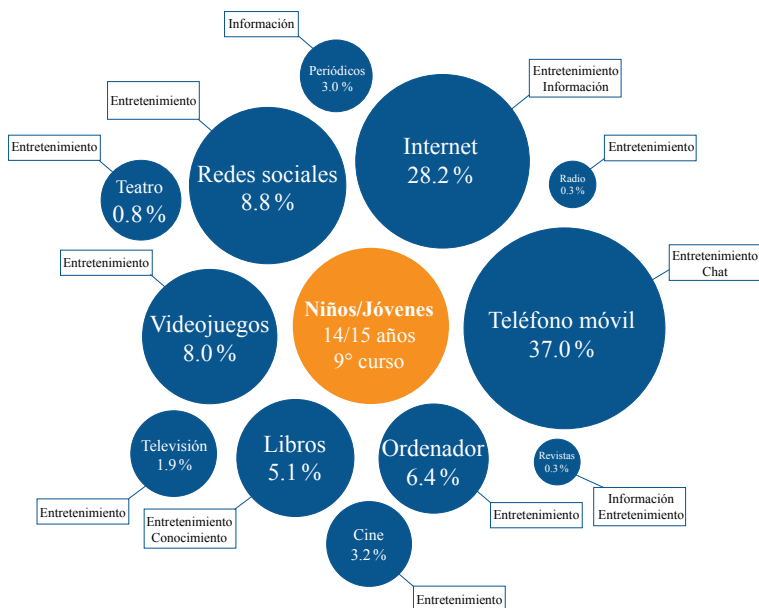 Información
Periódicos
3.0 %
Entretenimiento
Información
Entretenimiento
Internet
28.2 %
Redes sociales
8.8 %
Entretenimiento
Teatro
0.8 %
Entretenimiento
Radio
0.3 %
Entretenimiento
Videojuegos
8.0 %
Niños/Jóvenes
14/15 años
9° curso
Entretenimiento
Chat
Teléfono móvil
37.0 %
Televisión
1.9 %
Entretenimiento
Libros
5.1 %
Entretenimiento
Conocimiento
Ordenador
6.4 %
Entretenimiento
Revistas
0.3 %
Información
Entretenimiento
Cine
3.2 %
Entretenimiento